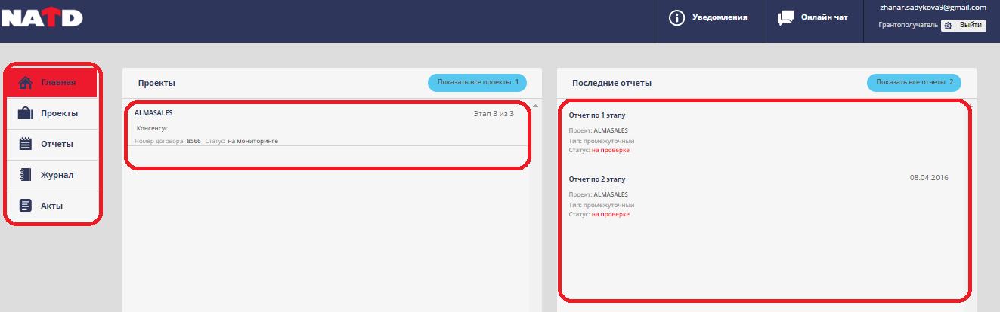 NATD
Уведомления
Онлайн чат
zhanar.sadykova9@gmail.com
Грантополучатель Выйти
Главная
Проекты
Отчеты
Журнал
Акты
Проекты Показать все проекты 1
ALMASALES Этап 3 из 3
Консенсус
Номер договора: 8566 Статус: на мониторинге
Последние отчеты Показать все отчеты 2
Отчет по 1 этапу
Проект: ALMASALES
Тип: промежуточный
Статус: на проверке
Отчет по 2 этапу 08.04.2016
Проект: ALMASALES
Тип: промежуточный
Статус: на проверке